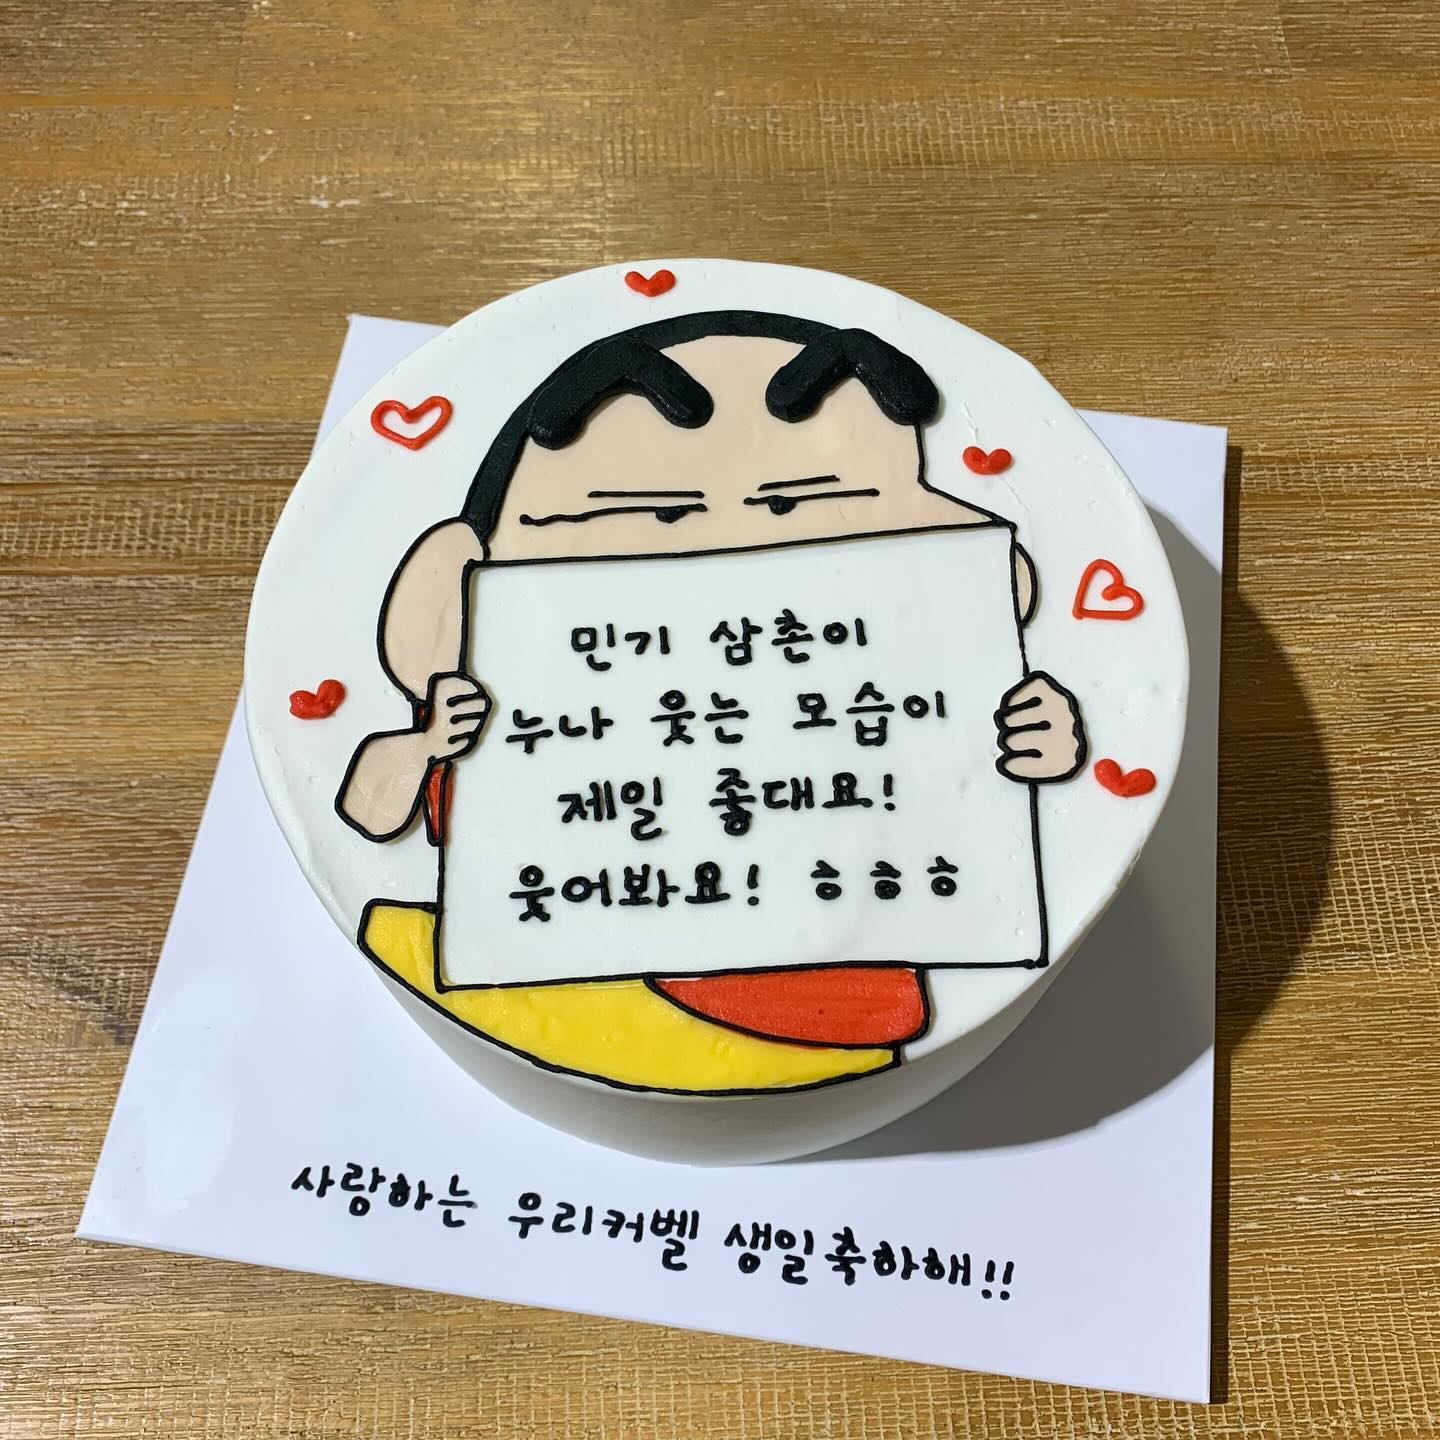 민기 삼촌이
누나 웃는 모습이
제일 좋대요!
웃어봐요! ㅎㅎㅎ
사랑하는 우리커벨 생일축하해!!